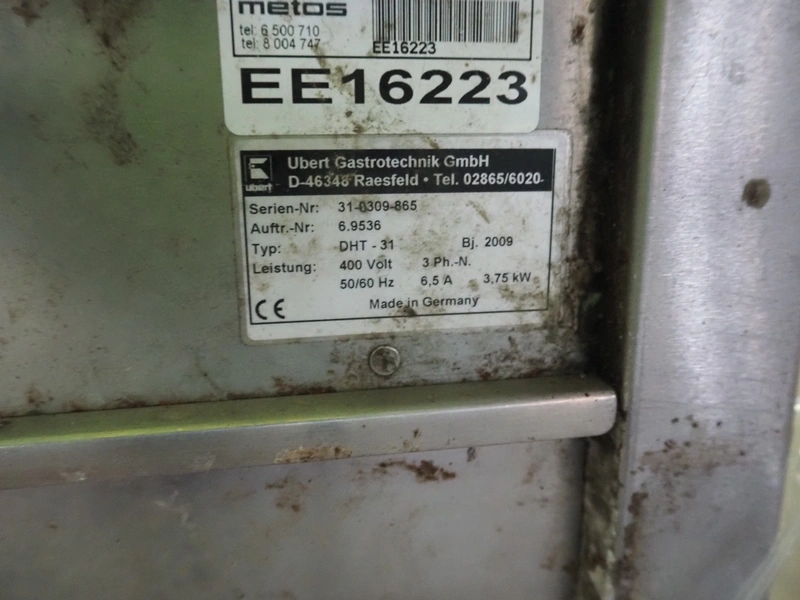 metos
tel: 6 500 710
tel: 8 004 747
EE16223
EE16223
Ubert Gastrotechnik GmbH
D-46348 Raesfeld • Tel. 02865/6020
ubert
Serien-Nr: 31-0309-865
Auftr.-Nr: 6.9536
Typ: DHT - 31 Bj. 2009
Leistung: 400 Volt 3 Ph.-N.
50/60 Hz 6,5 A 3,75 kW
CE Made in Germany